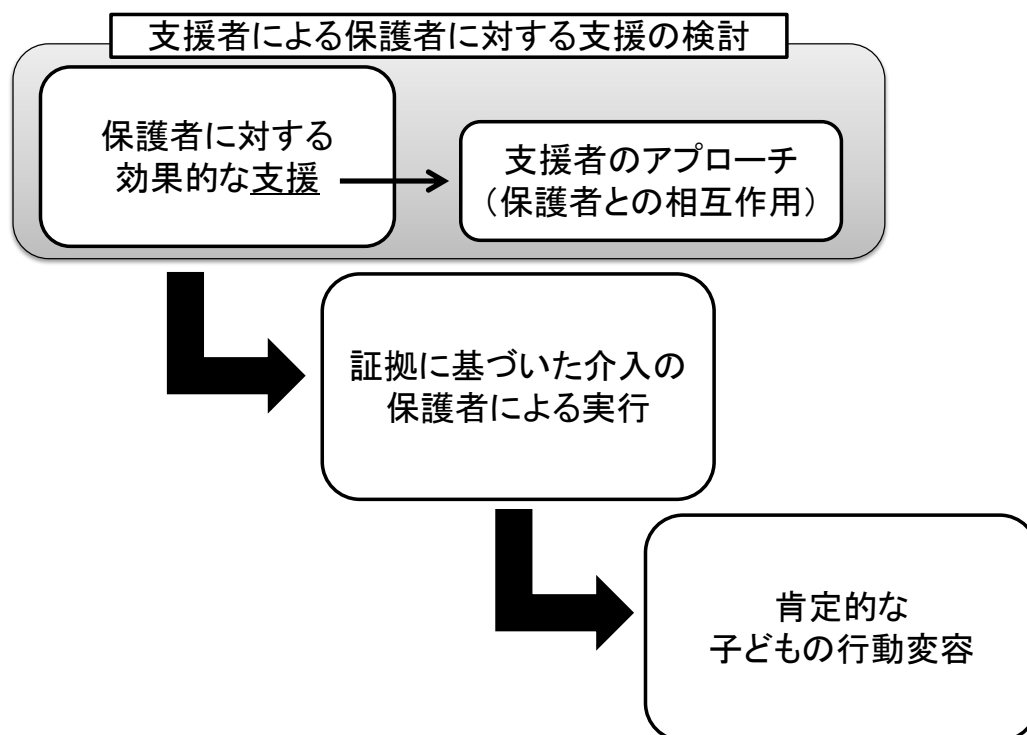 支援者による保護者に対する支援の検討
保護者に対する
効果的な支援
支援者のアプローチ
（保護者との相互作用）
証拠に基づいた介入の
保護者による実行
肯定的な
子どもの行動変容